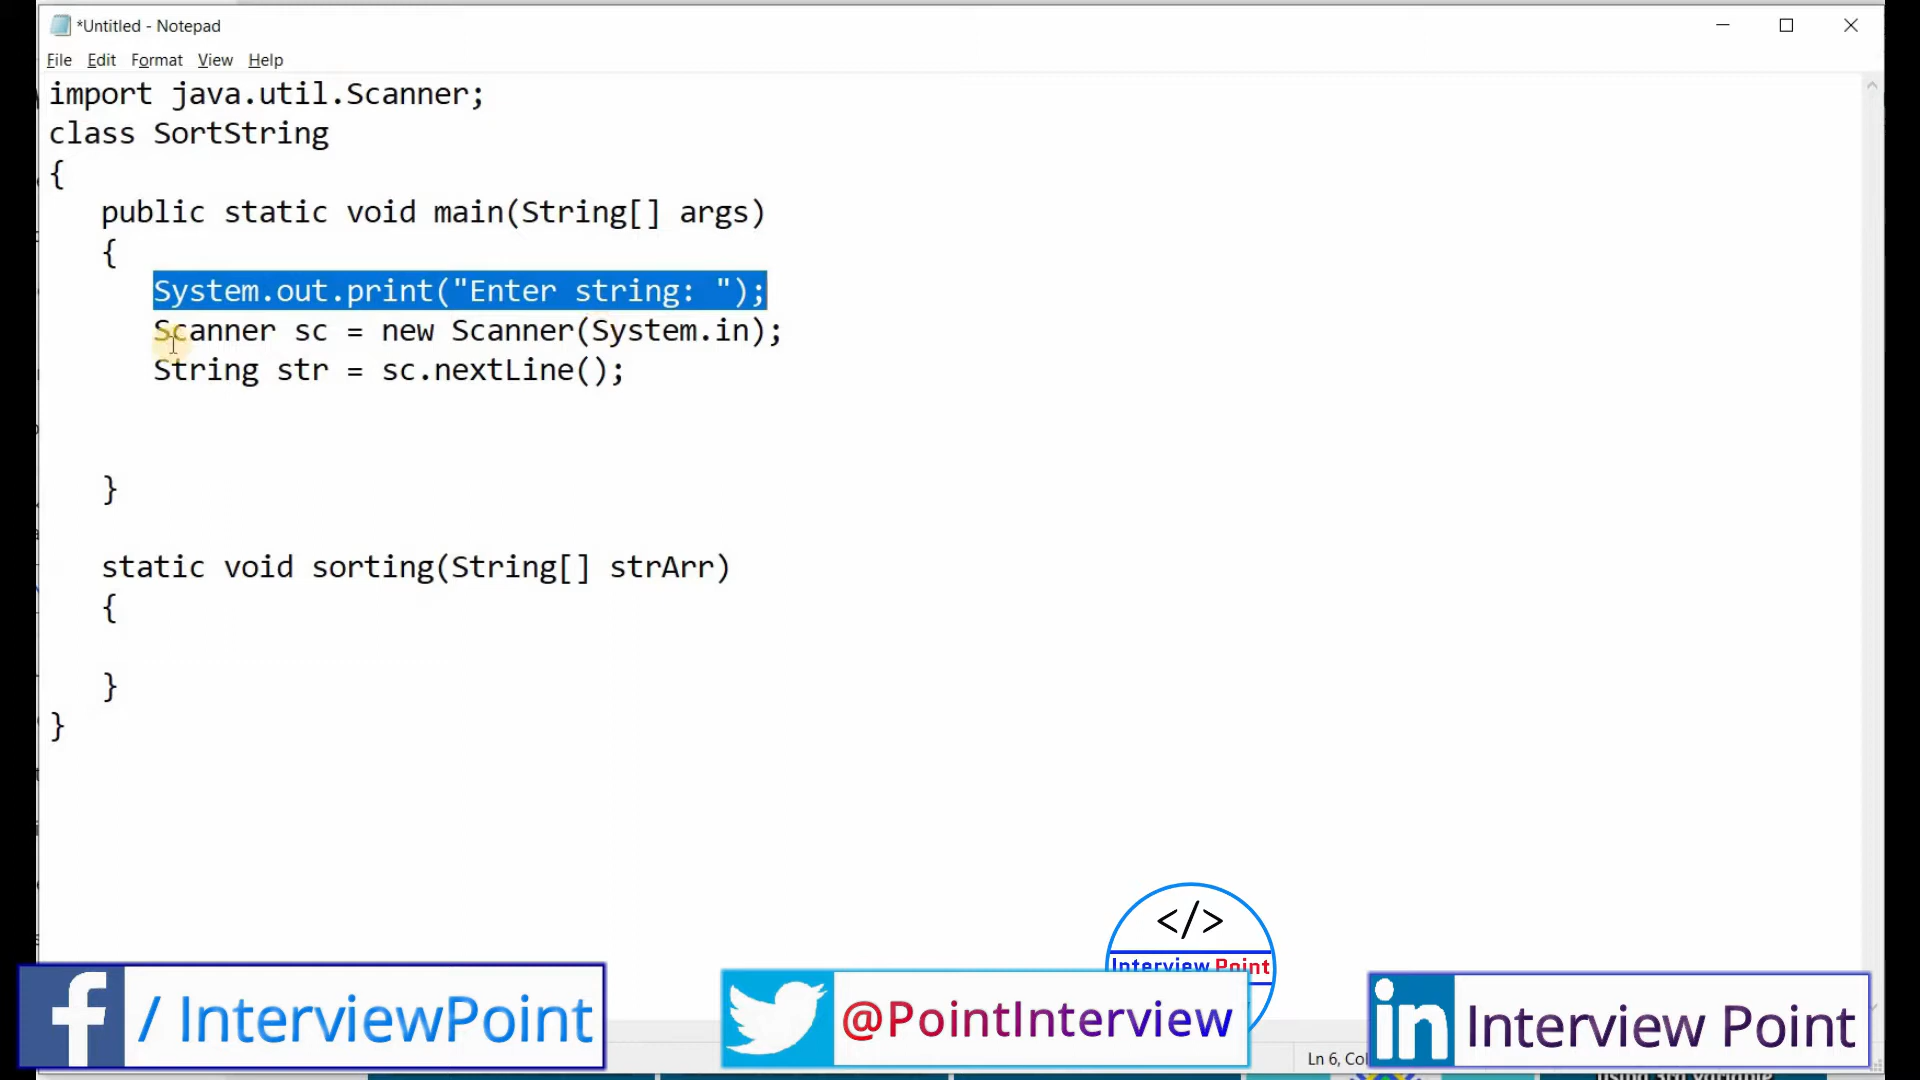 *Untitled - Notepad
File Edit Format View Help
import java.util.Scanner;
class SortString
{
public static void main(String[] args)
{
System.out.print("Enter string: ");
Scanner sc = new Scanner(System.in);
String str = sc.nextLine();
}
static void sorting(String[] strArr)
{
}
}
</>
Interview Point
/ InterviewPoint
@PointInterview
in Interview Point
Ln 6,